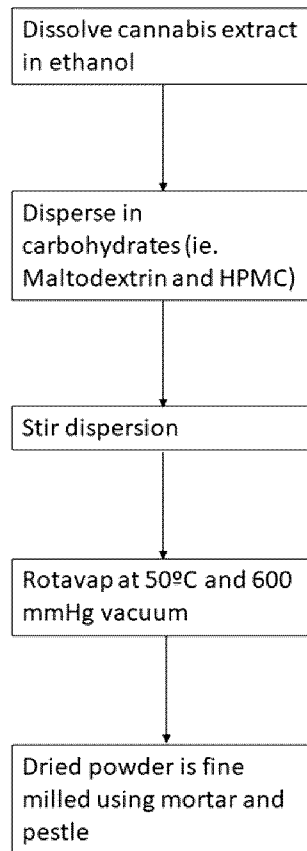 Dissolve cannabis extract
in ethanol
Disperse in
carbohydrates (ie.
Maltodextrin and HPMC)
Stir dispersion
Rotavap at 50ºC and 600
mmHg vacuum
Dried powder is fine
milled using mortar and
pestle